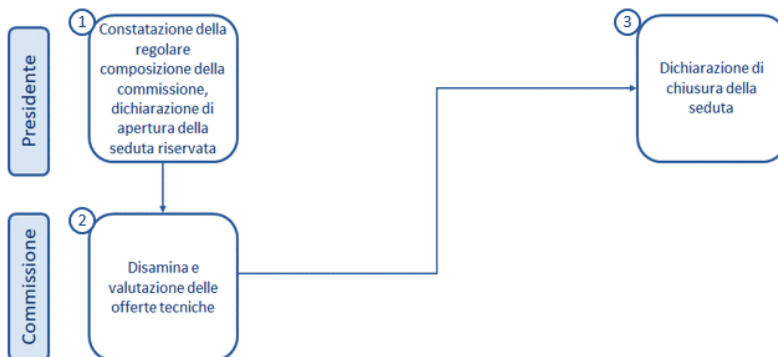 Presidente
1
Constatazione della
regolare
composizione della
commissione,
dichiarazione di
apertura della
seduta riservata
3
Dichiarazione di
chiusura della
seduta
Commissione
2
Disamina e
valutazione delle
offerte tecniche